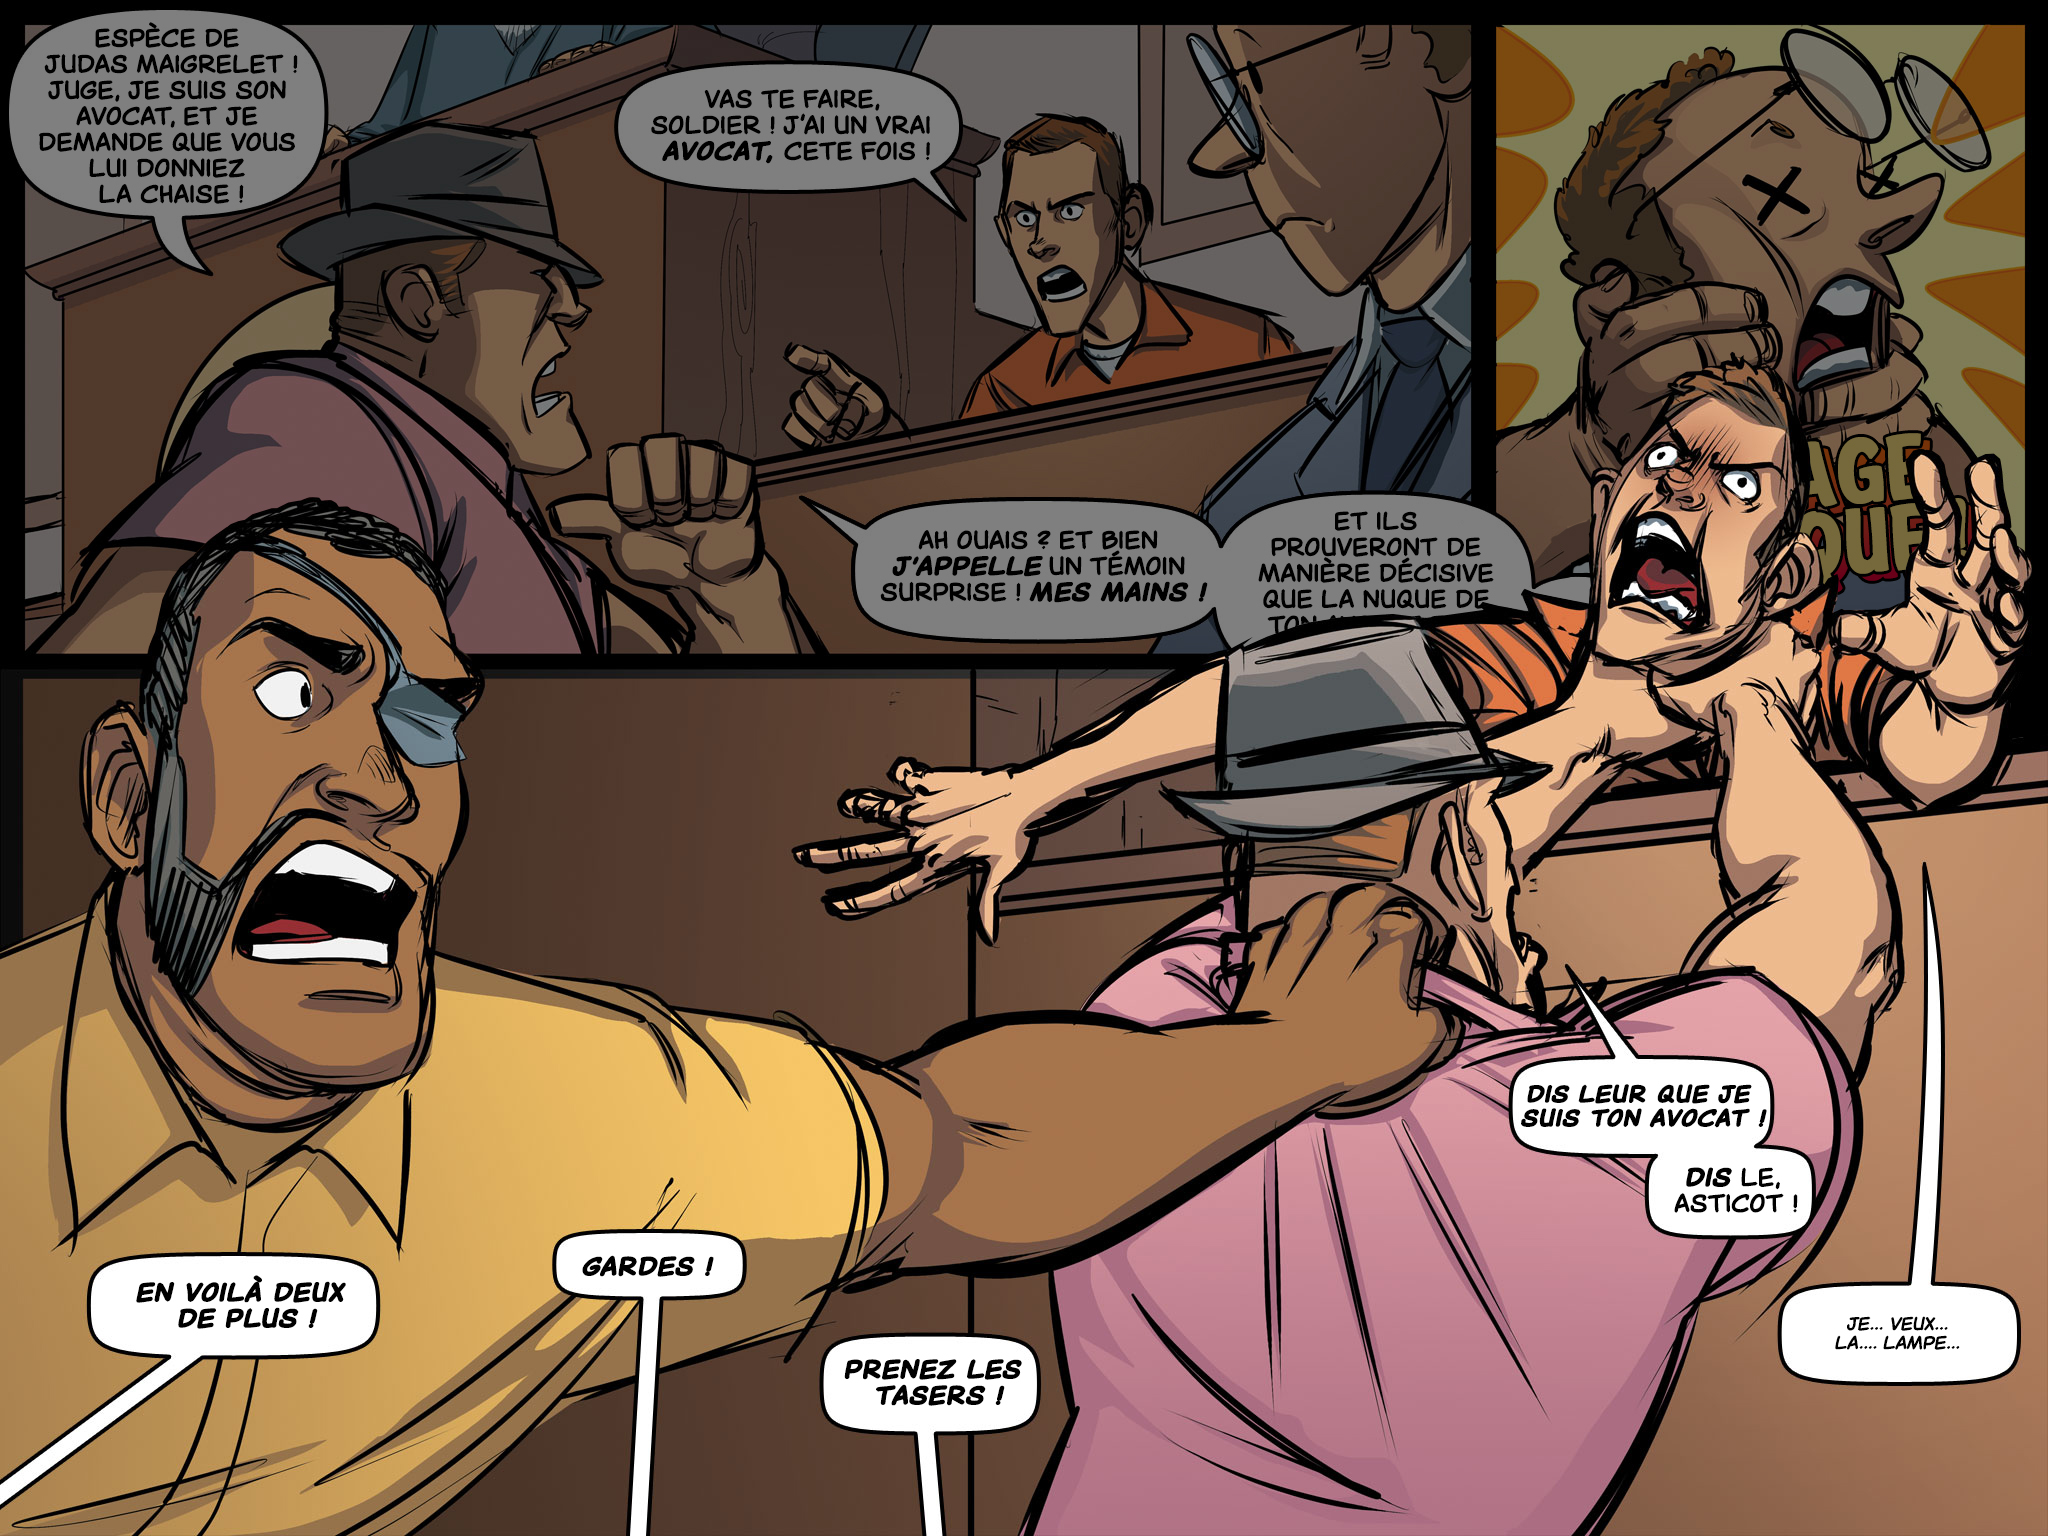 ESPÈCE DE
JUDAS MAIGRELET !
JUGE, JE SUIS SON
AVOCAT, ET JE
DEMANDE QUE VOUS
LUI DONNIEZ
LA CHAISE !
VAS TE FAIRE,
SOLDIER ! J'AI UN VRAI
AVOCAT, CETE FOIS !
AH OUAIS ? ET BIEN
J'APPELLE UN TÉMOIN
SURPRISE ! MES MAINS !
ET ILS
PROUVERONT DE
MANIÈRE DÉCISIVE
QUE LA NUQUE DE
DIS LEUR QUE JE
SUIS TON AVOCAT !
DIS LE,
ASTICOT !
EN VOILÀ DEUX
DE PLUS !
GARDES !
PRENEZ LES
TASERS !
JE... VEUX...
LA.... LAMPE...